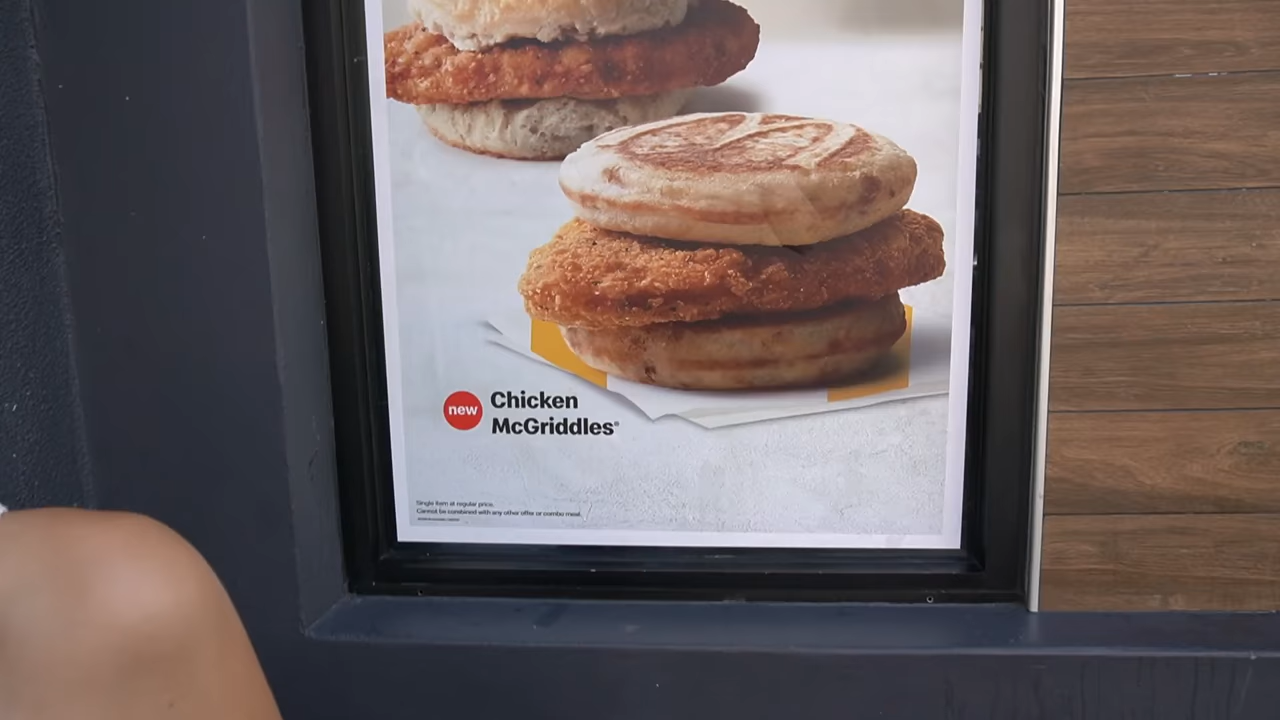 new
Chicken
McGriddles®
Single item at regular price.
Cannot be combined with any other offer or combo meal.